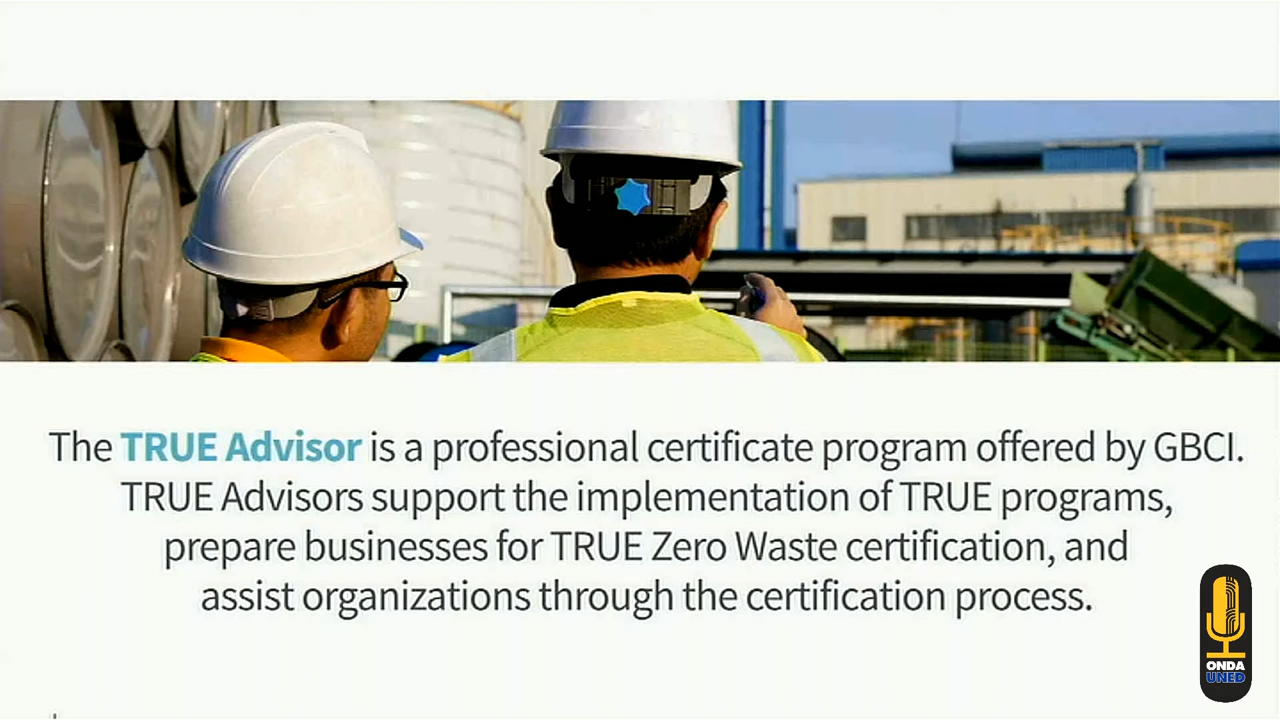 The TRUE Advisor is a professional certificate program offered by GBCI.
TRUE Advisors support the implementation of TRUE programs,
prepare businesses for TRUE Zero Waste certification, and
assist organizations through the certification process.
ONDA
UNED